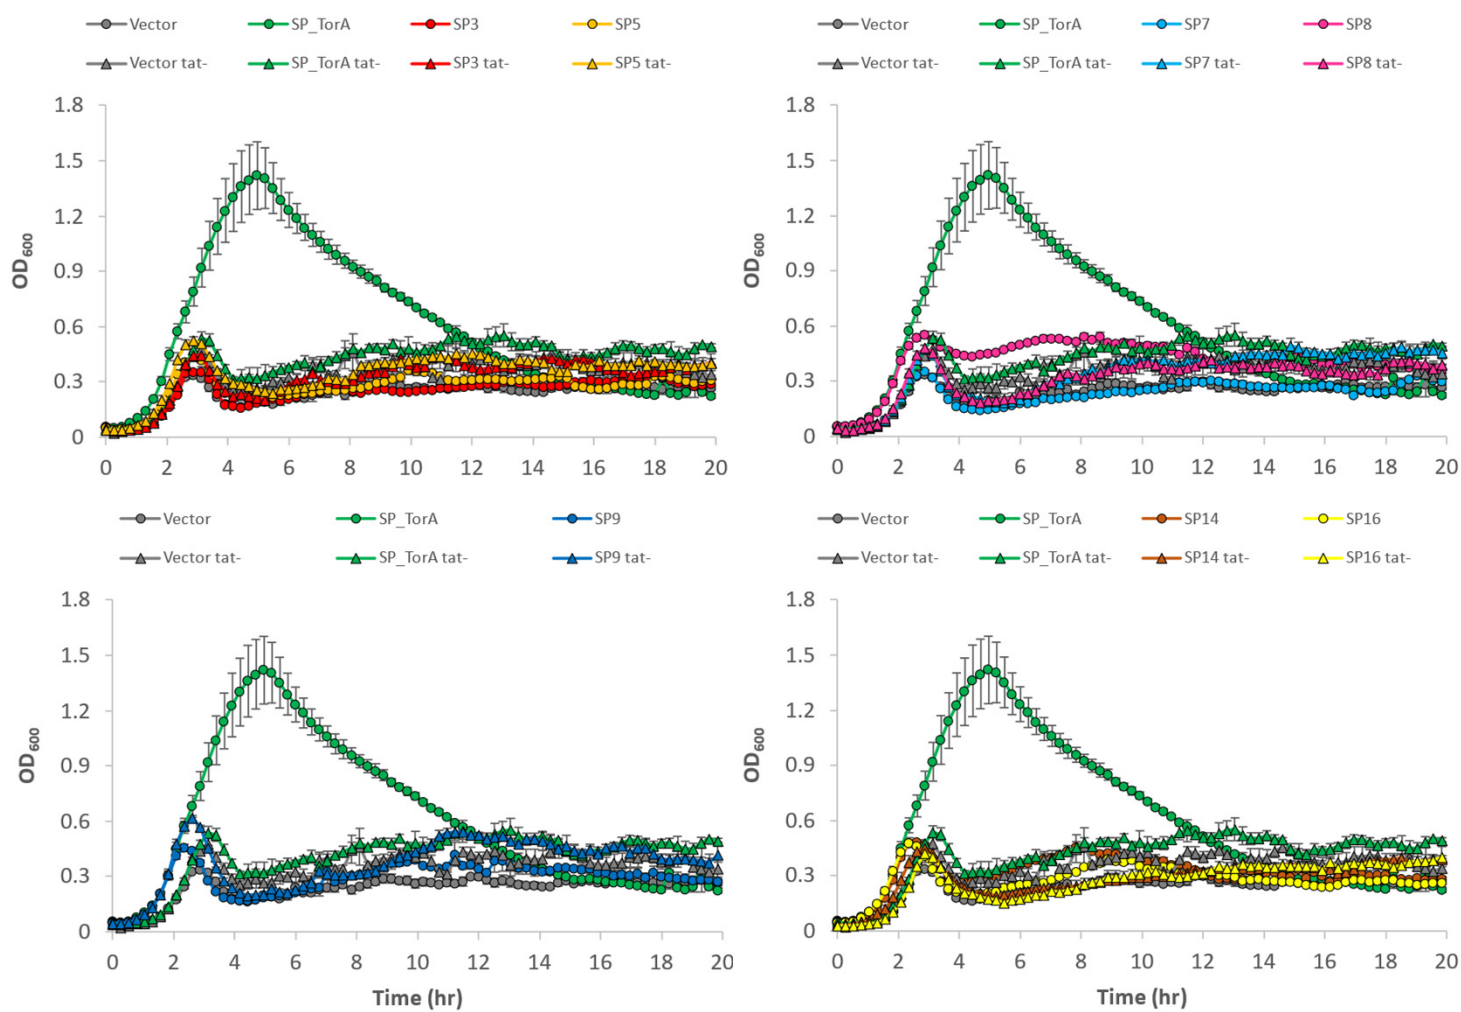 Vector SP_TorA SP3 SP5
Vector tat- SP_TorA tat- SP3 tat- SP5 tat-
1.8
1.5
1.2
0.9
0.6
0.3
0
OD600
0 2 4 6 8 10 12 14 16 18 20
Vector SP_TorA SP7 SP8
Vector tat- SP_TorA tat- SP7 tat- SP8 tat-
1.8
1.5
1.2
0.9
0.6
0.3
0
OD600
0 2 4 6 8 10 12 14 16 18 20
Vector SP_TorA SP9
Vector tat- SP_TorA tat- SP9 tat-
1.8
1.5
1.2
0.9
0.6
0.3
0
OD600
0 2 4 6 8 10 12 14 16 18 20
Time (hr)
Vector SP_TorA SP14 SP16
Vector tat- SP_TorA tat- SP14 tat- SP16 tat-
1.8
1.5
1.2
0.9
0.6
0.3
0
OD600
0 2 4 6 8 10 12 14 16 18 20
Time (hr)